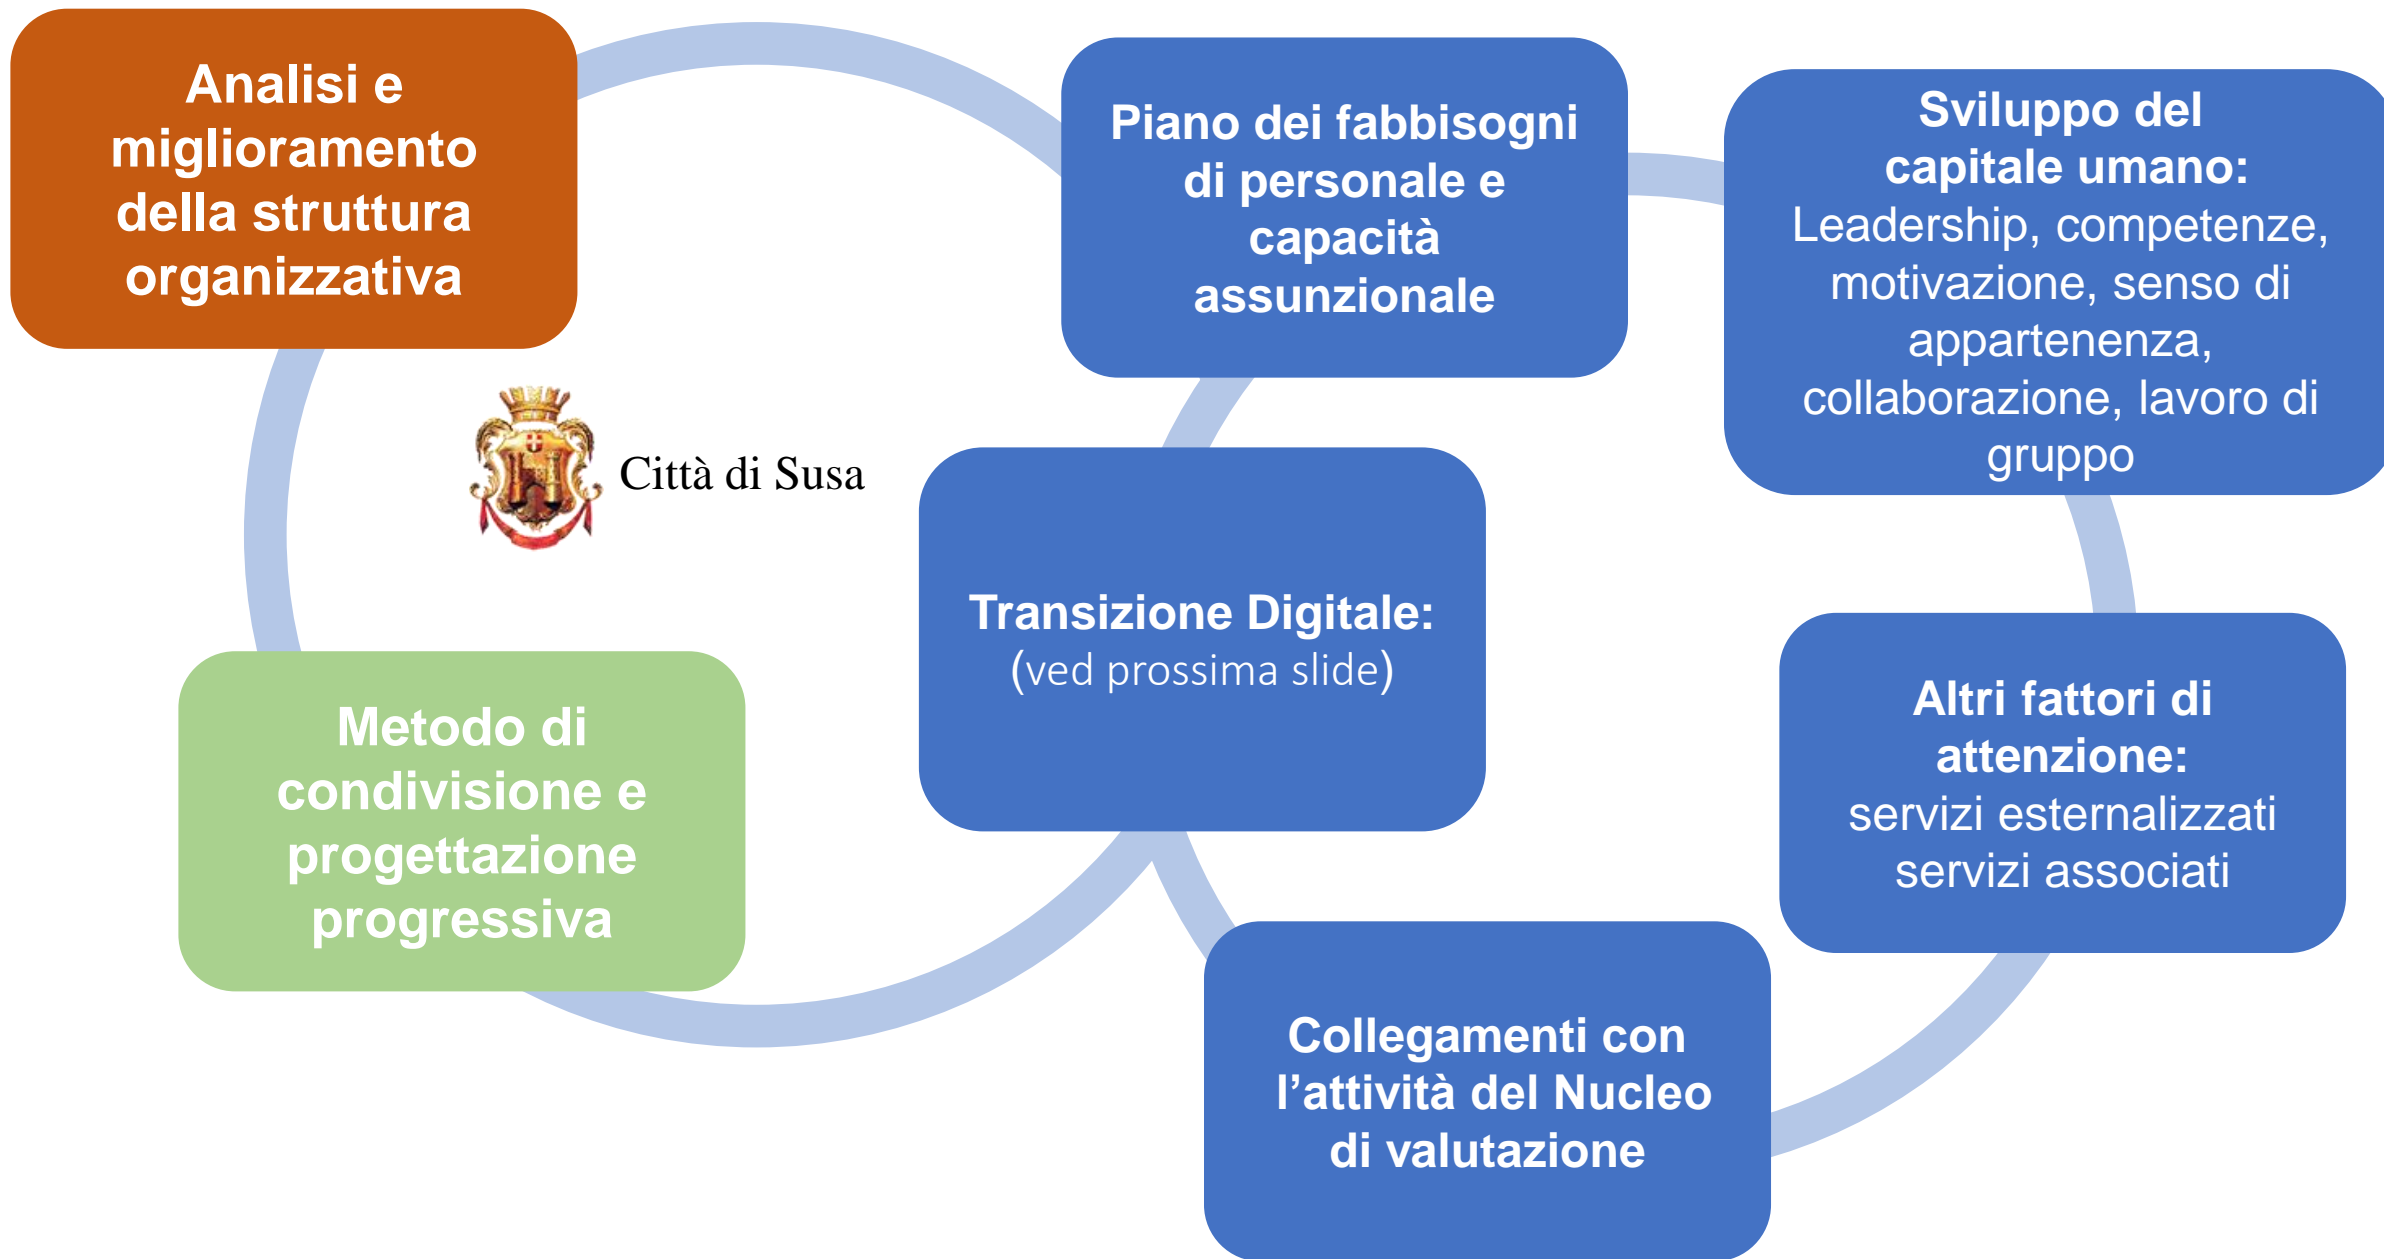 Analisi e
miglioramento
della struttura
organizzativa
Piano dei fabbisogni
di personale e
capacità
assunzionale
Sviluppo del
capitale umano:
Leadership, competenze,
motivazione, senso di
appartenenza,
collaborazione, lavoro di
gruppo
Città di Susa
Transizione Digitale:
(ved prossima slide)
Metodo di
condivisione e
progettazione
progressiva
Altri fattori di
attenzione:
servizi esternalizzati
servizi associati
Collegamenti con
l’attività del Nucleo
di valutazione